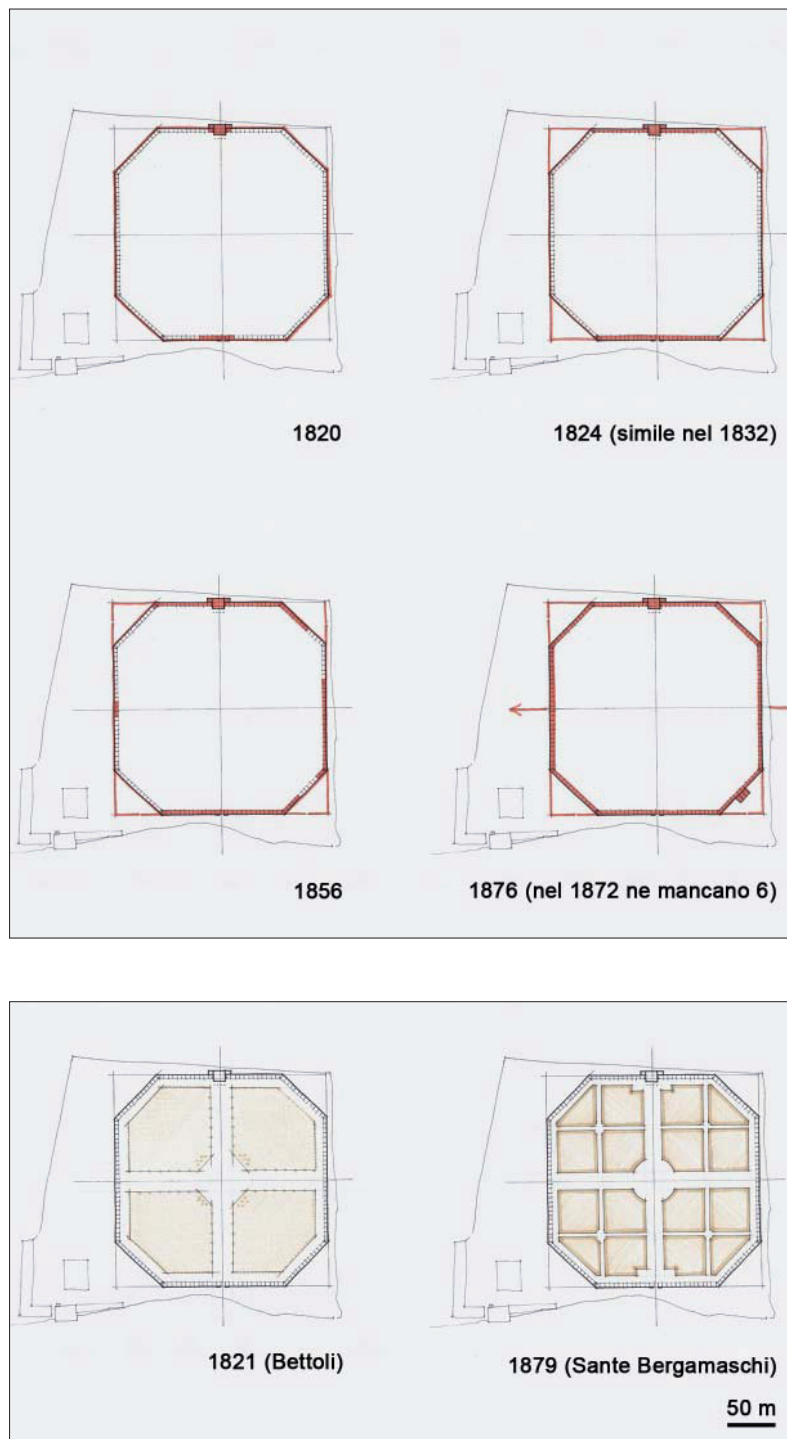 1820
1824 (simile nel 1832)
1856
1876 (nel 1872 ne mancano 6)
1821 (Bettoli)
1879 (Sante Bergamaschi)
50 m